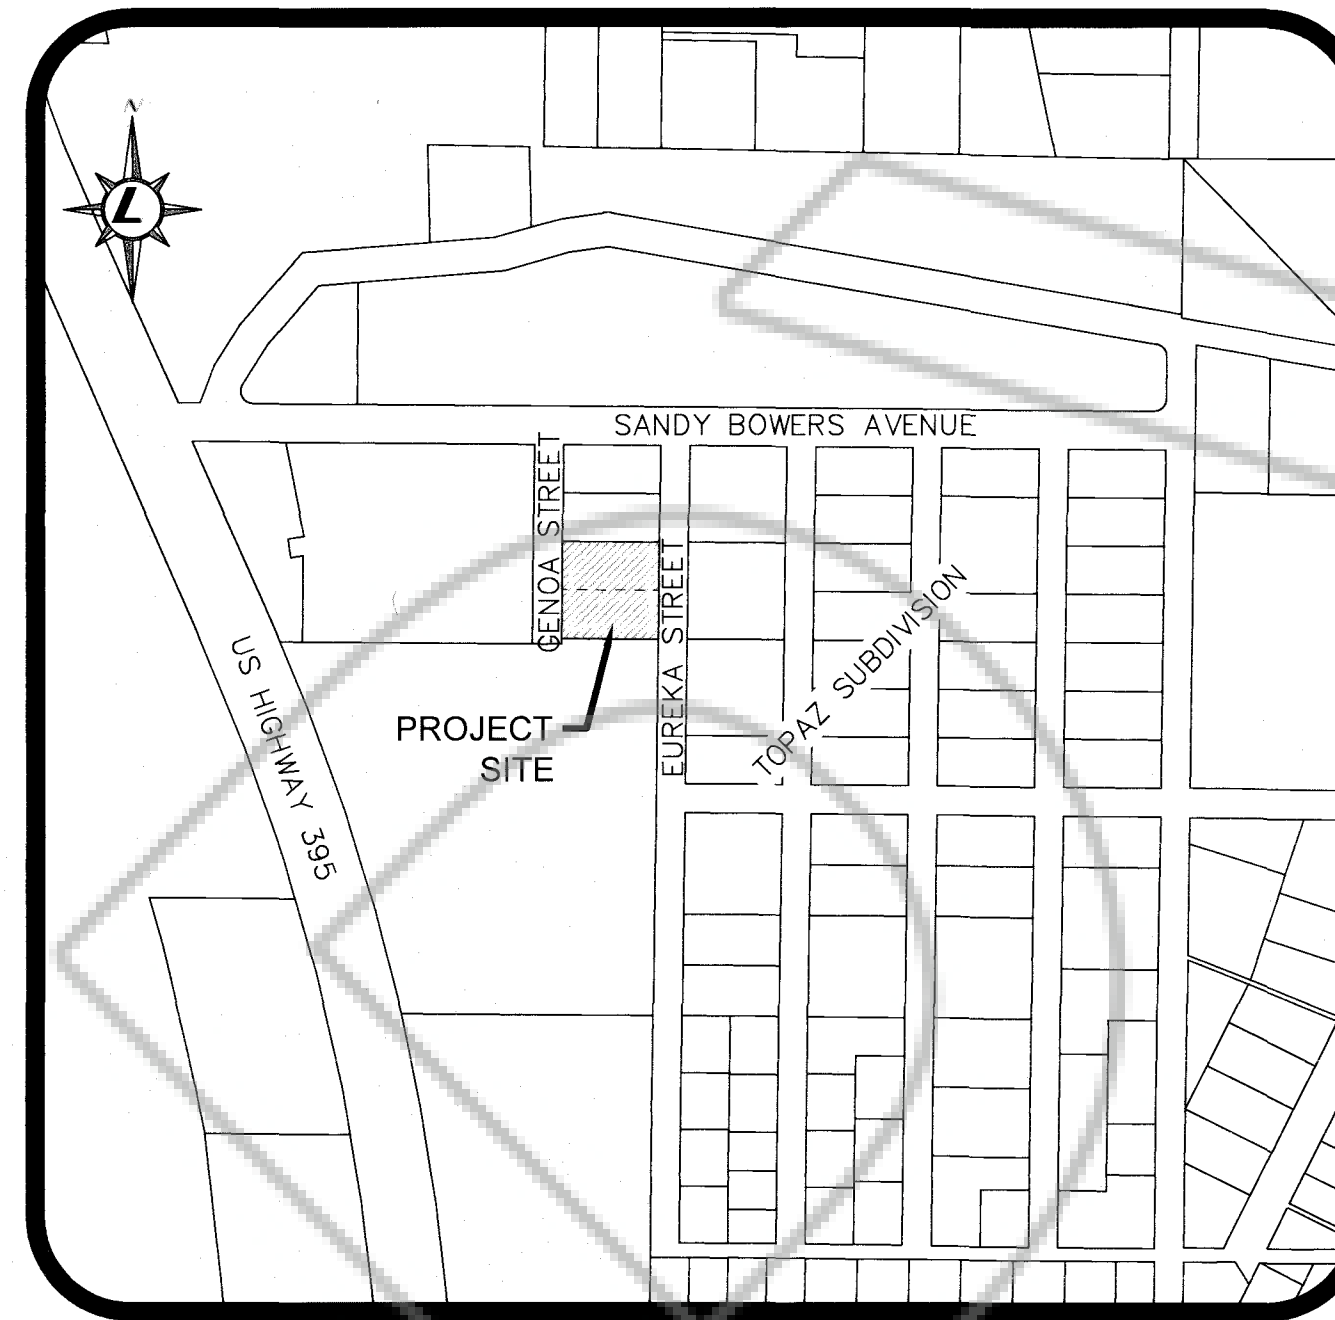 N
L
SANDY BOWERS AVENUE
GENOA STREET
EUREKA STREET
TOPAZ SUBDIVISION
US HIGHWAY 395
PROJECT
SITE